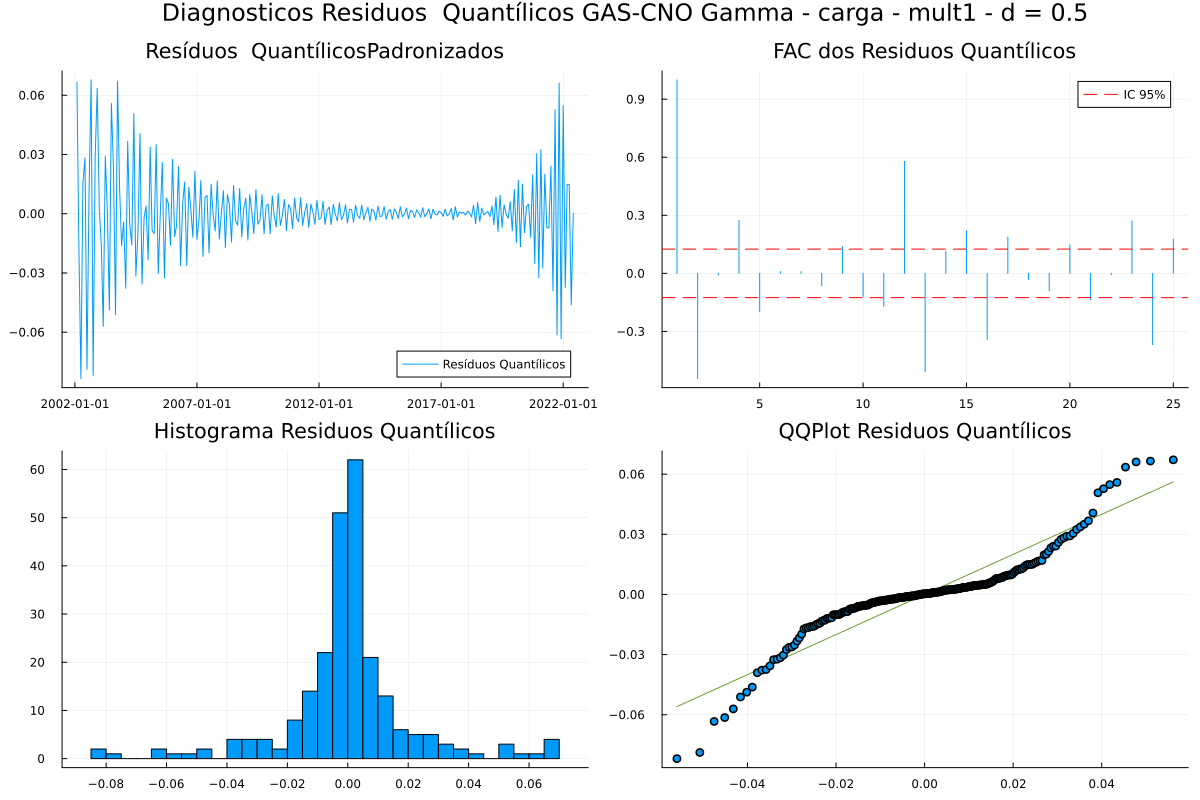 Diagnosticos Residuos  Quantílicos GAS-CNO Gamma - carga - mult1 - d = 0.5
Resíduos  QuantílicosPadronizados
0.06
0.03
0.00
−0.03
−0.06
Resíduos Quantílicos
2002-01-01 2007-01-01 2012-01-01 2017-01-01 2022-01-01
FAC dos Residuos Quantílicos
0.9
0.6
0.3
0.0
−0.3
IC 95%
5 10 15 20 25
Histograma Residuos Quantílicos
60
50
40
30
20
10
0
−0.08 −0.06 −0.04 −0.02 0.00 0.02 0.04 0.06
QQPlot Residuos Quantílicos
0.06
0.03
0.00
−0.03
−0.06
−0.04 −0.02 0.00 0.02 0.04